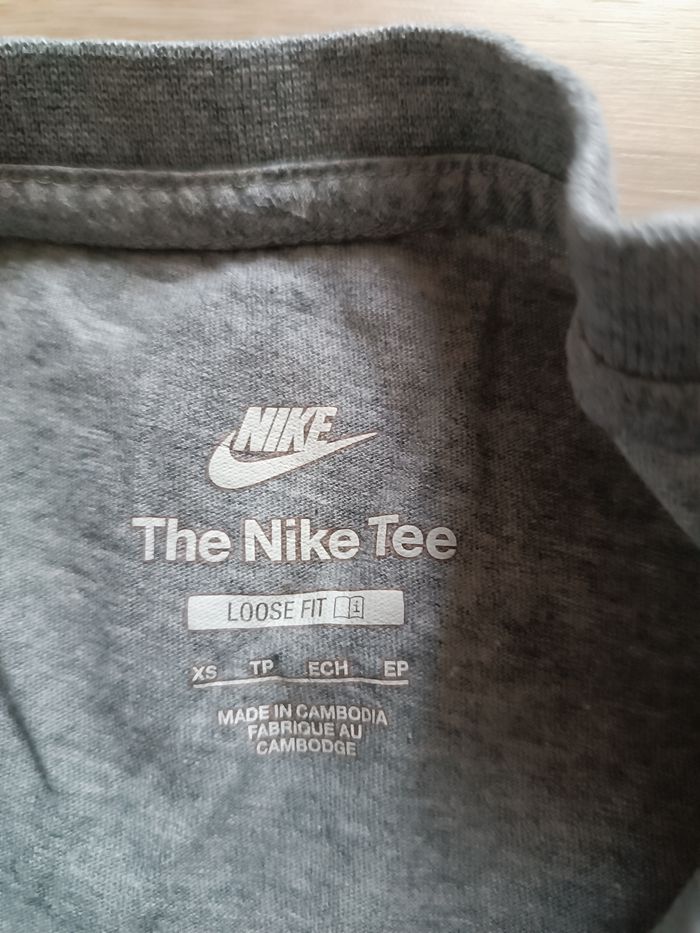 NIKE
The Nike Tee
LOOSE FIT i
XS TP ECH EP
MADE IN CAMBODIA
FABRIQUE AU
CAMBODGE